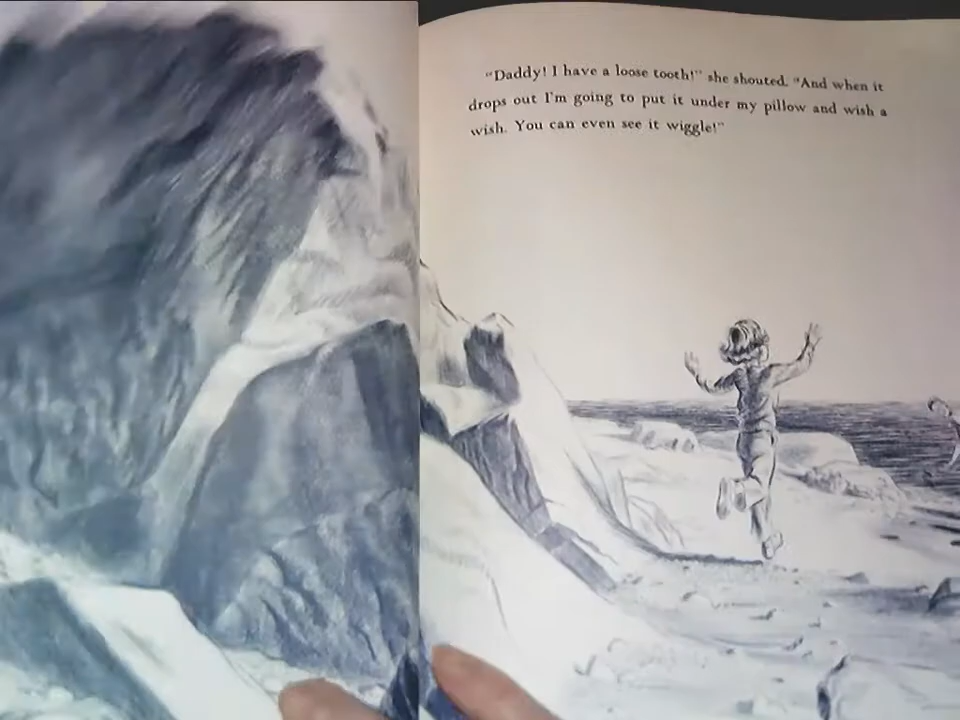 "Daddy! I have a loose tooth!" she shouted. "And when it
drops out I'm going to put it under my pillow and wish a
wish. You can even see it wiggle!"